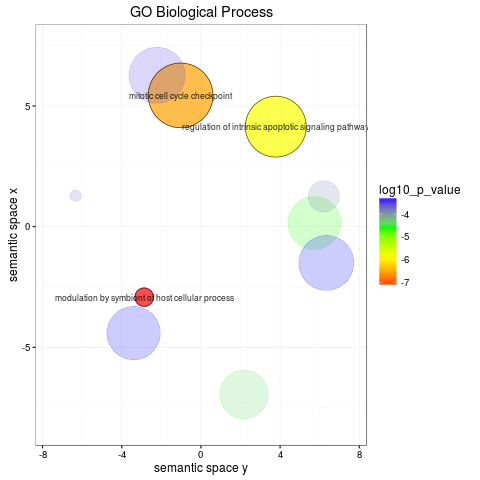 GO Biological Process
mitotic cell cycle checkpoint
regulation of intrinsic apoptotic signaling pathway
modulation by symbiont of host cellular process
semantic space x
5
0
-5
-8
-4
0
4
8
semantic space y
log10_p_value
-4
-5
-6
-7